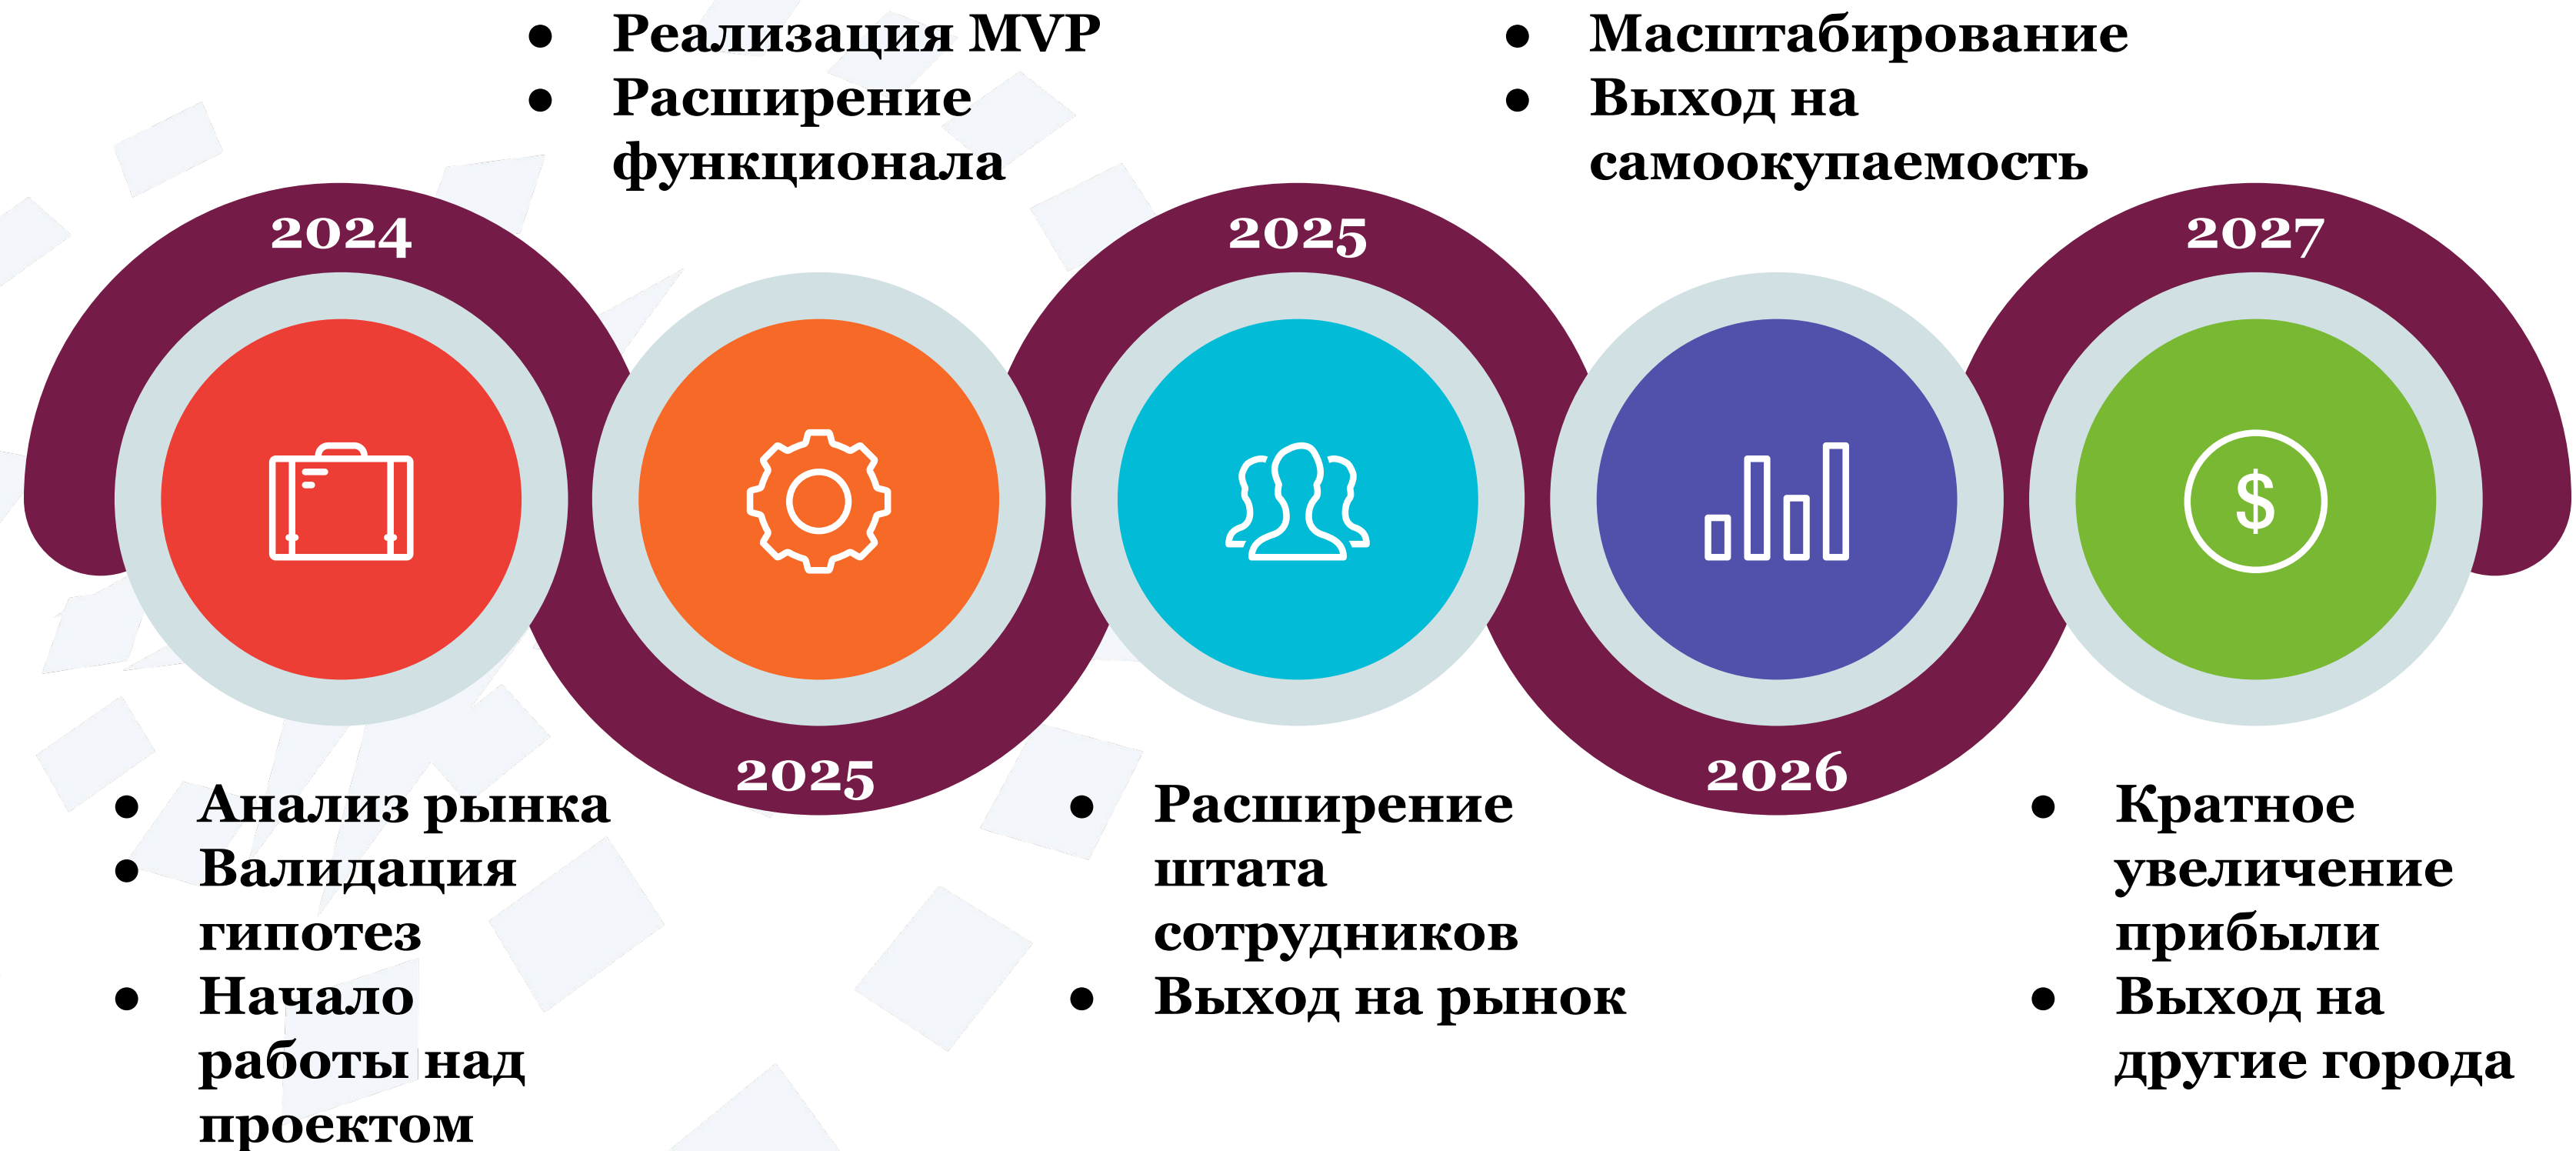 ● Реализация MVP
● Расширение
функционала
● Масштабирование
● Выход на
самоокупаемость
2024
2025
2027
$
2025
2026
● Анализ рынка
● Валидация
гипотез
● Начало
работы над
проектом
● Расширение
штата
сотрудников
● Выход на рынок
● Кратное
увеличение
прибыли
● Выход на
другие города